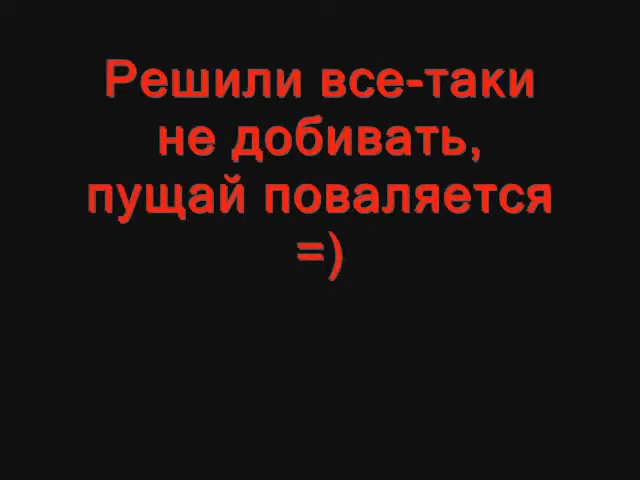 Решили все-таки
не добивать,
пущай поваляется
=)